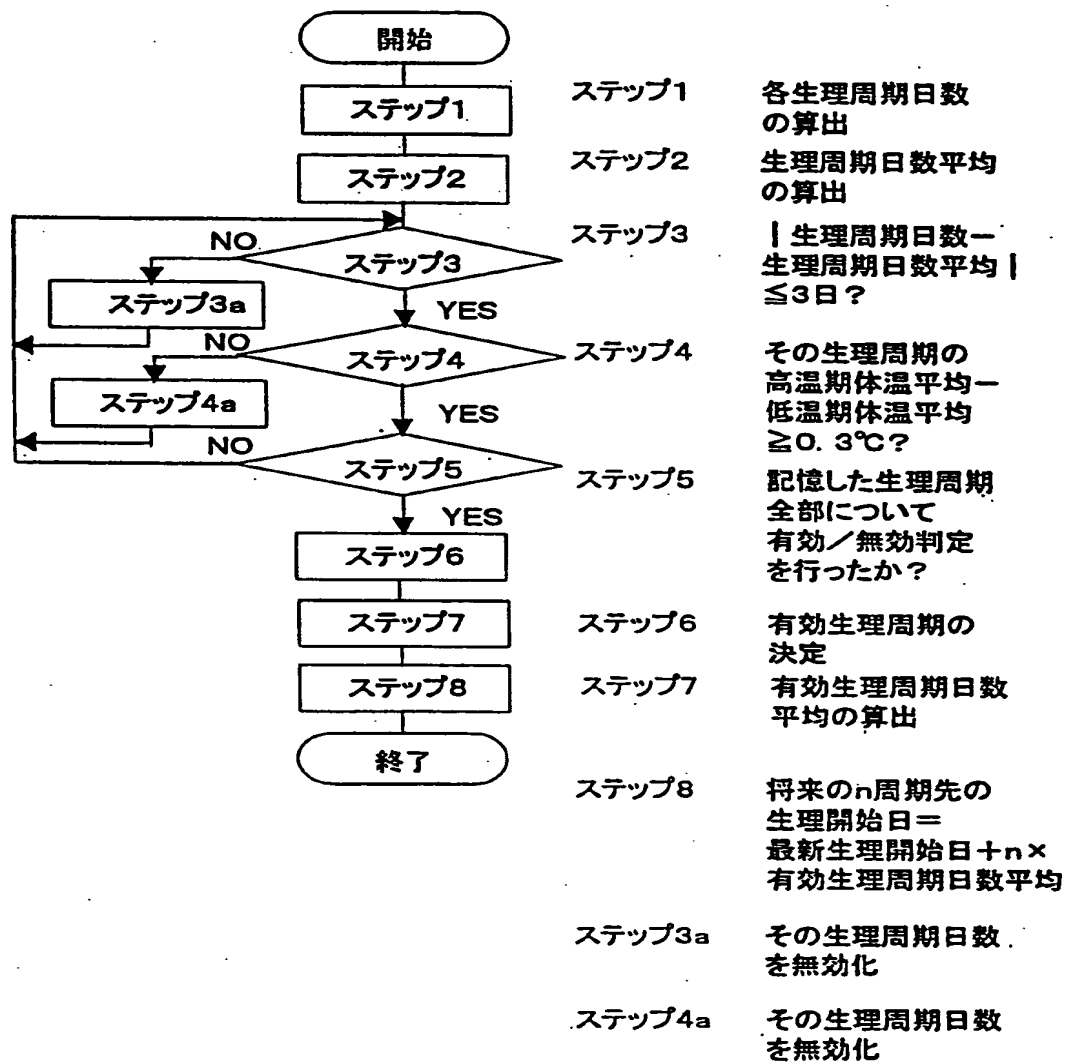 開始
ステップ1
ステップ2
NO
ステップ3
ステップ3a
YES
NO
ステップ4
ステップ4a
YES
NO
ステップ5
YES
ステップ6
ステップ7
ステップ8
終了
ステップ1 各生理周期日数
の算出
ステップ2 生理周期日数平均
の算出
ステップ3 |生理周期日数－
生理周期日数平均|
≦3日？
ステップ4 その生理周期の
高温期体温平均－
低温期体温平均
≧0．3℃？
ステップ5 記憶した生理周期
全部について
有効／無効判定
を行ったか？
ステップ6 有効生理周期の
決定
ステップ7 有効生理周期日数
平均の算出
ステップ8 将来のn周期先の
生理開始日＝
最新生理開始日＋n×
有効生理周期日数平均
ステップ3a その生理周期日数
を無効化
ステップ4a その生理周期日数
を無効化